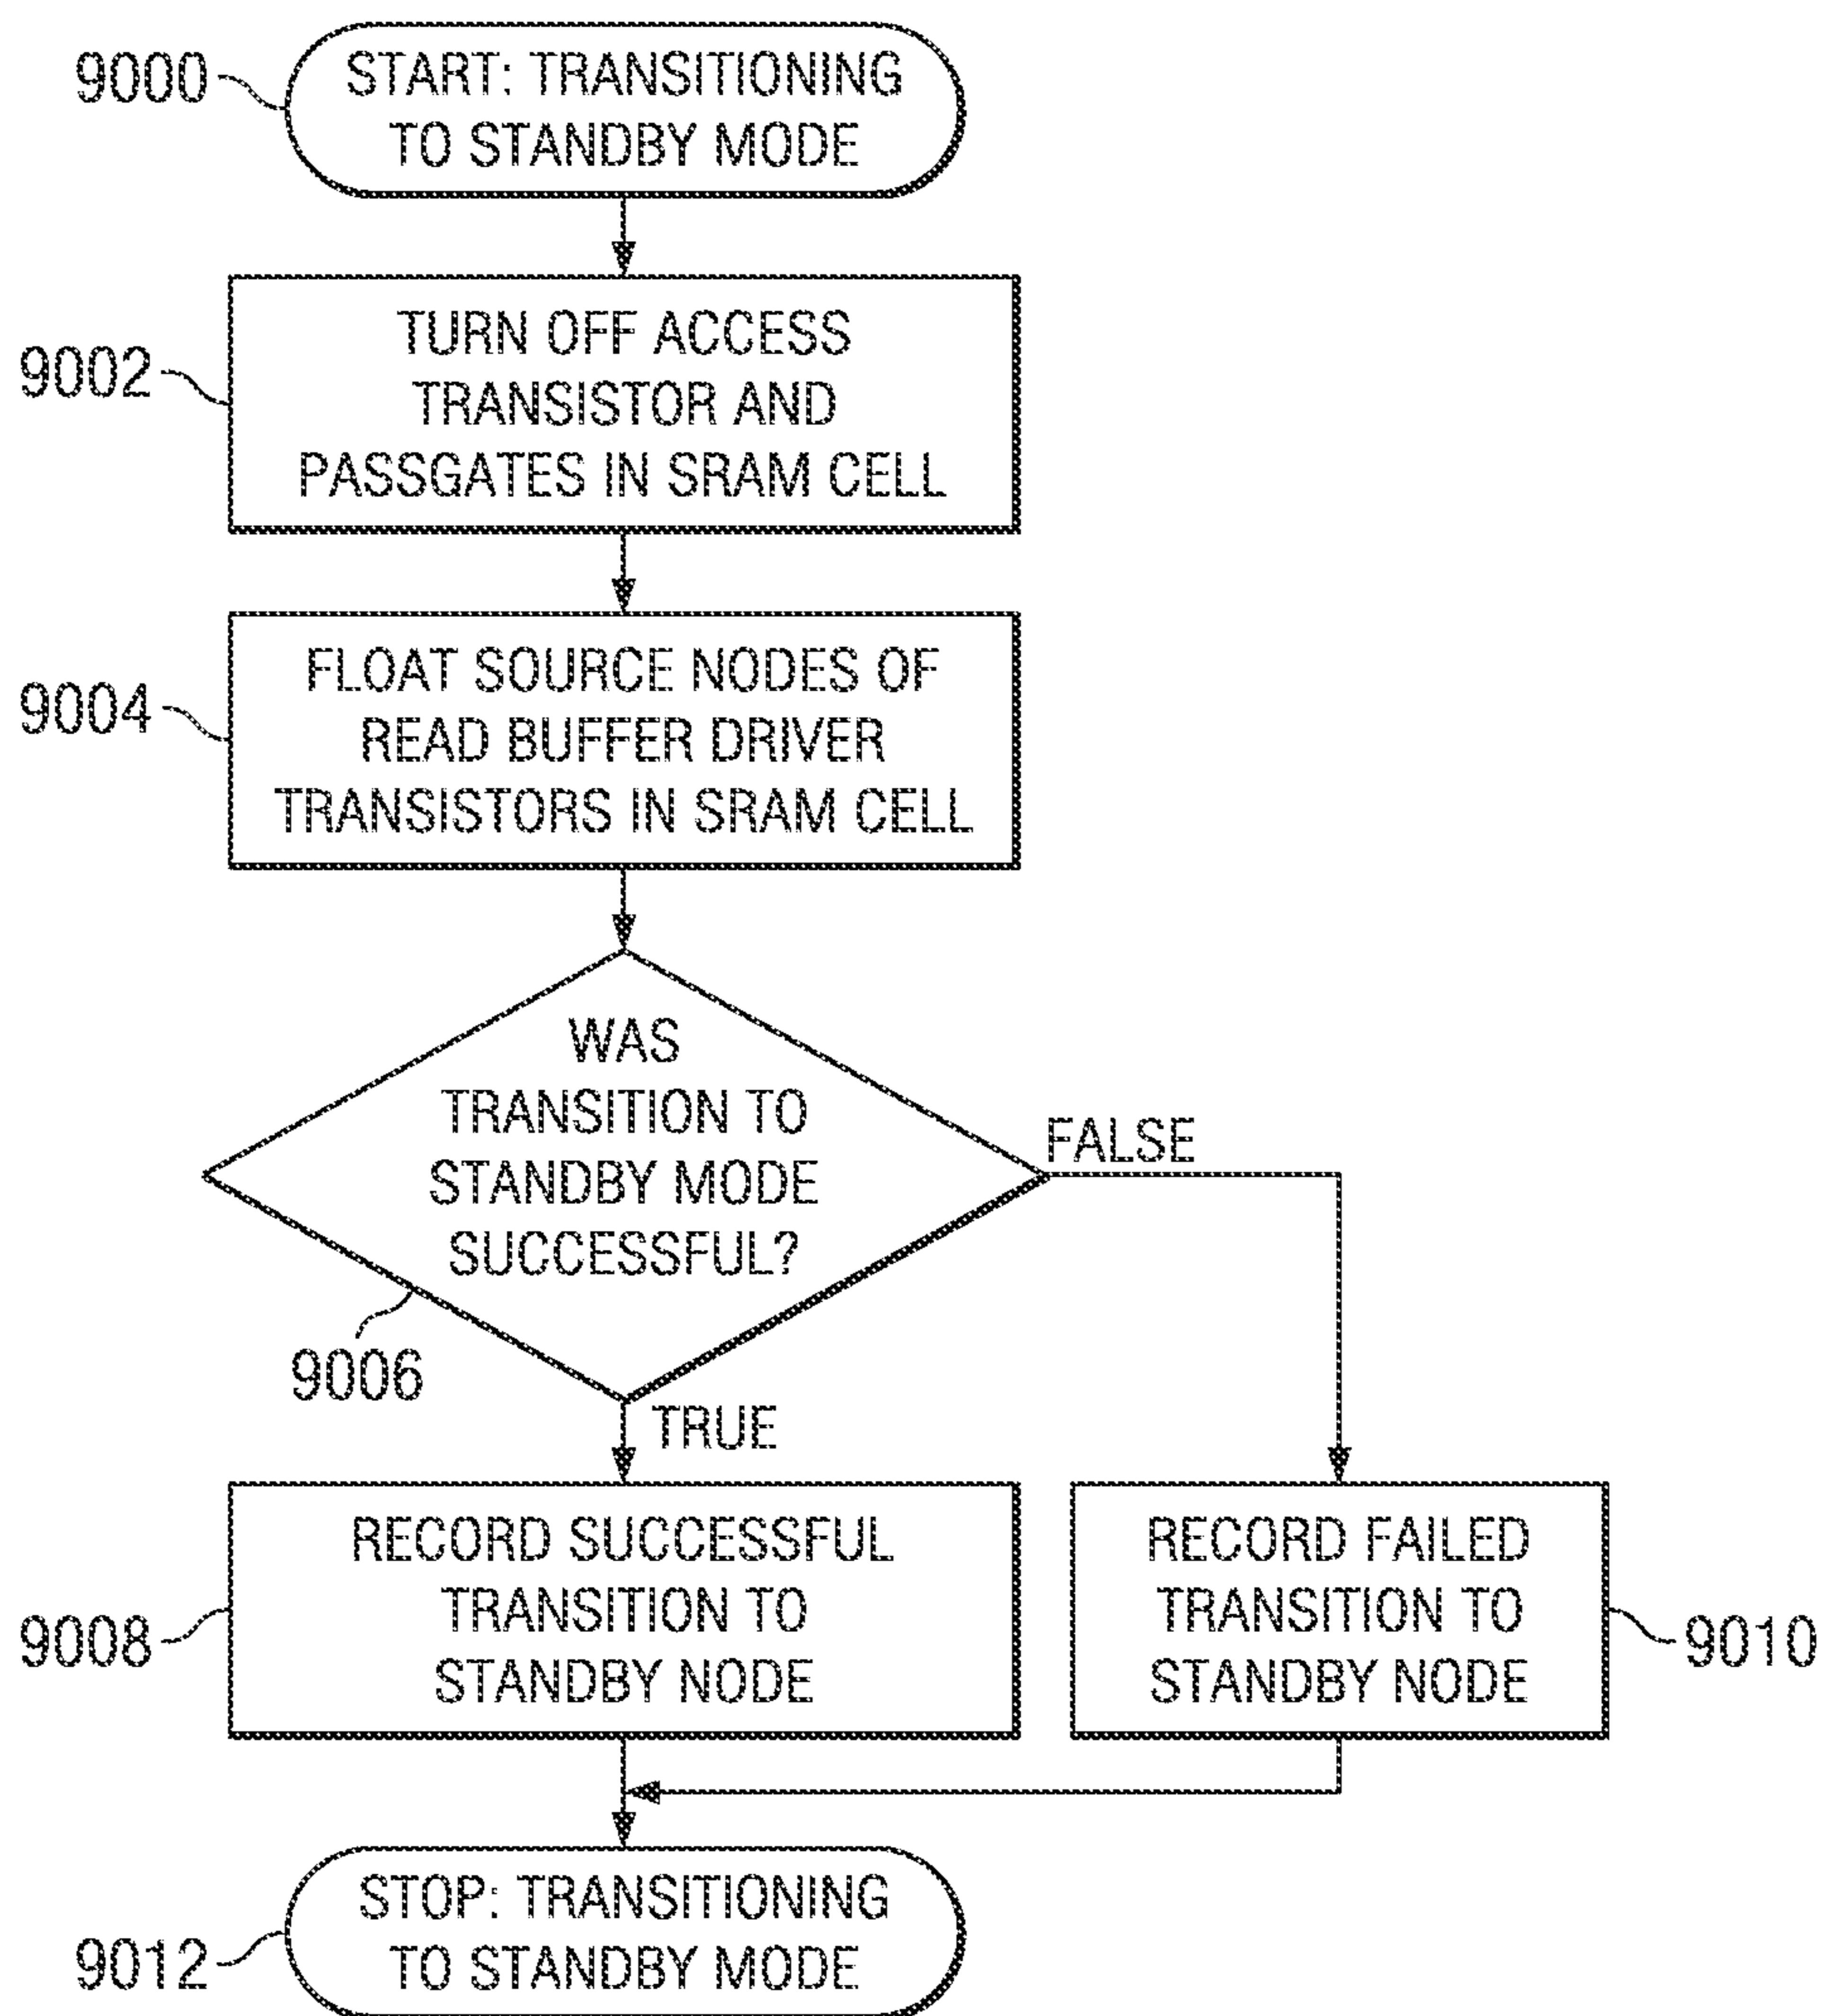 9000
START: TRANSITIONING
TO STANDBY MODE
9002
TURN OFF ACCESS
TRANSISTOR AND
PASSGATES IN SRAM CELL
9004
FLOAT SOURCE NODES OF
READ BUFFER DRIVER
TRANSISTORS IN SRAM CELL
WAS
TRANSITION TO
STANDBY MODE
SUCCESSFUL?
9006
FALSE
TRUE
9008
RECORD SUCCESSFUL
TRANSITION TO
STANDBY NODE
RECORD FAILED
TRANSITION TO
STANDBY NODE
9010
9012
STOP: TRANSITIONING
TO STANDBY MODE